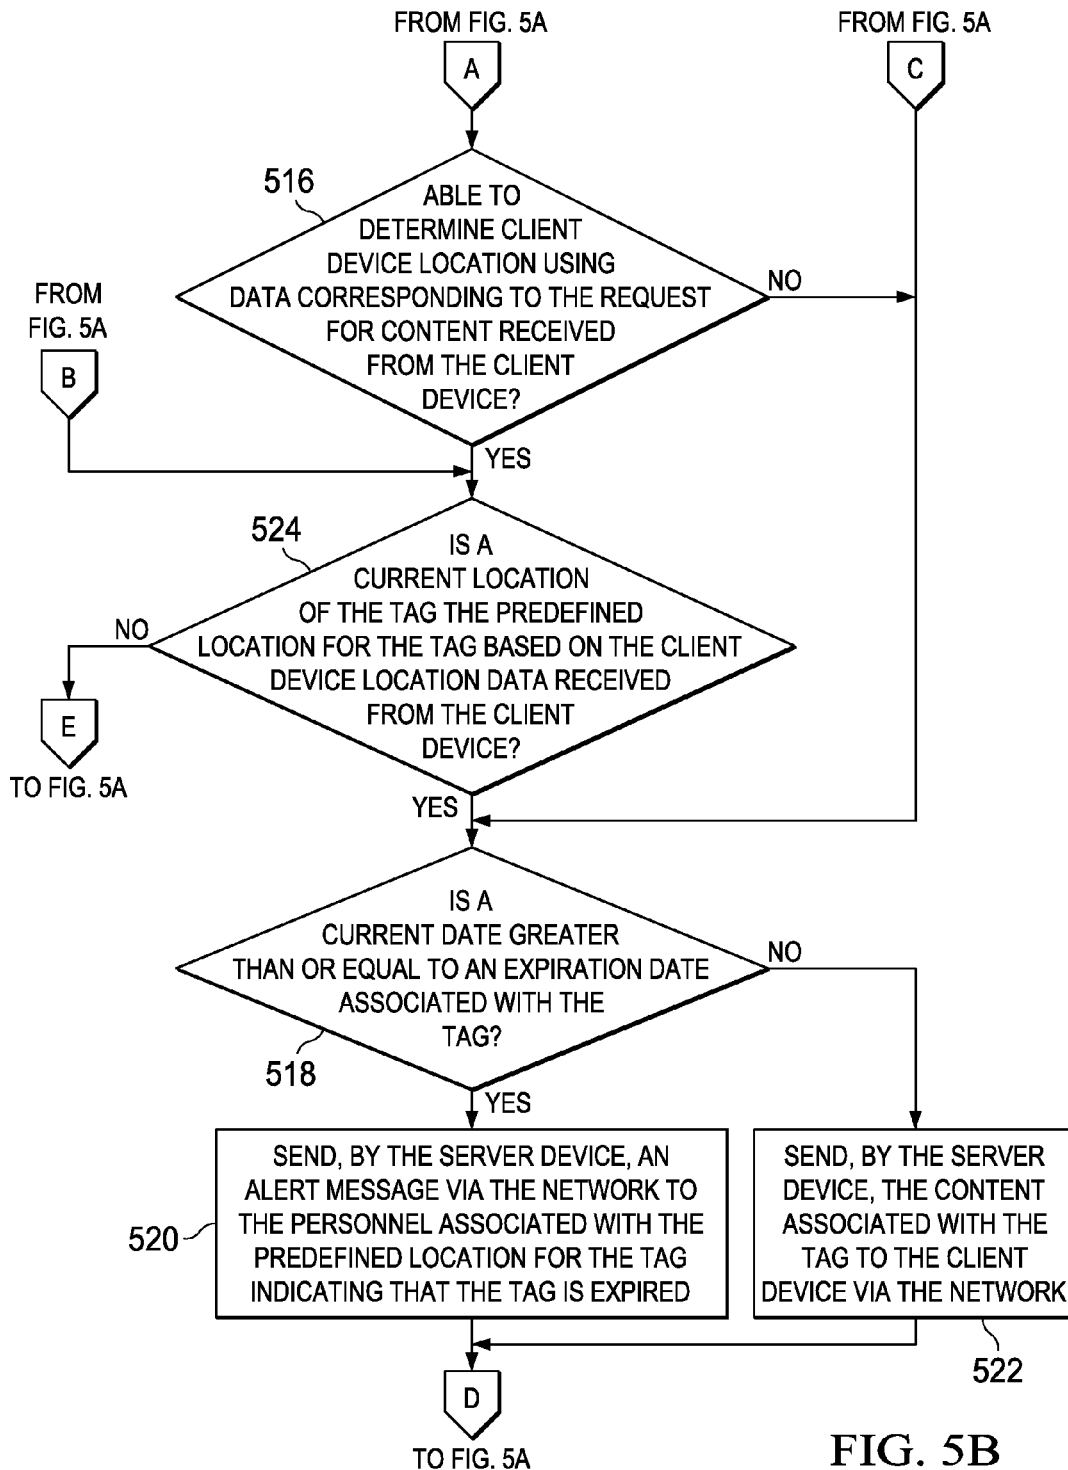 FROM FIG. 5A
A
FROM FIG. 5A
C
516
ABLE TO
DETERMINE CLIENT
DEVICE LOCATION USING
DATA CORRESPONDING TO THE REQUEST
FOR CONTENT RECEIVED
FROM THE CLIENT
DEVICE?
NO
FROM
FIG. 5A
B
YES
524
IS A
CURRENT LOCATION
OF THE TAG THE PREDEFINED
LOCATION FOR THE TAG BASED ON THE CLIENT
DEVICE LOCATION DATA RECEIVED
FROM THE CLIENT
DEVICE?
NO
E
TO FIG. 5A
YES
IS A
CURRENT DATE GREATER
THAN OR EQUAL TO AN EXPIRATION DATE
ASSOCIATED WITH THE
TAG?
NO
518
YES
SEND, BY THE SERVER DEVICE, AN
ALERT MESSAGE VIA THE NETWORK TO
THE PERSONNEL ASSOCIATED WITH THE
PREDEFINED LOCATION FOR THE TAG
INDICATING THAT THE TAG IS EXPIRED
520
SEND, BY THE SERVER
DEVICE, THE CONTENT
ASSOCIATED WITH THE
TAG TO THE CLIENT
DEVICE VIA THE NETWORK
522
D
TO FIG. 5A
FIG. 5B